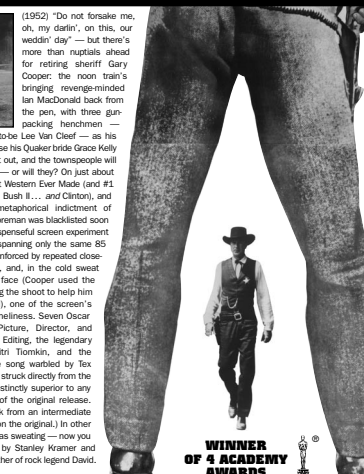 (1952) “Do not forsake me,
oh, my darlin’, on this, our
weddin’ day” — but there’s
more than nuptials ahead
for retiring sheriff Gary
Cooper: the noon train’s
bringing revenge-minded
Ian MacDonald back from
the pen, with three gun-
packing henchmen —
to-be Lee Van Cleef — as his
se his Quaker bride Grace Kelly
t out, and the townspeople will
— or will they? On just about
t Western Ever Made (and #1
Bush II... and Clinton), and
metaphorical indictment of
oreman was blacklisted soon
spenseful screen experiment
spanning only the same 85
nforced by repeated close-
, and, in the cold sweat
face (Cooper used the
g the shoot to help him
), one of the screen’s
neliness. Seven Oscar
Picture, Director, and
Editing, the legendary
itri Tiomkin, and the
e song warbled by Tex
struck directly from the
stinctly superior to any
of the original release.
k from an intermediate
on the original.) In other
as sweating — now you
by Stanley Kramer and
ther of rock legend David.
WINNER
OF 4 ACADEMY
AWARDS
®